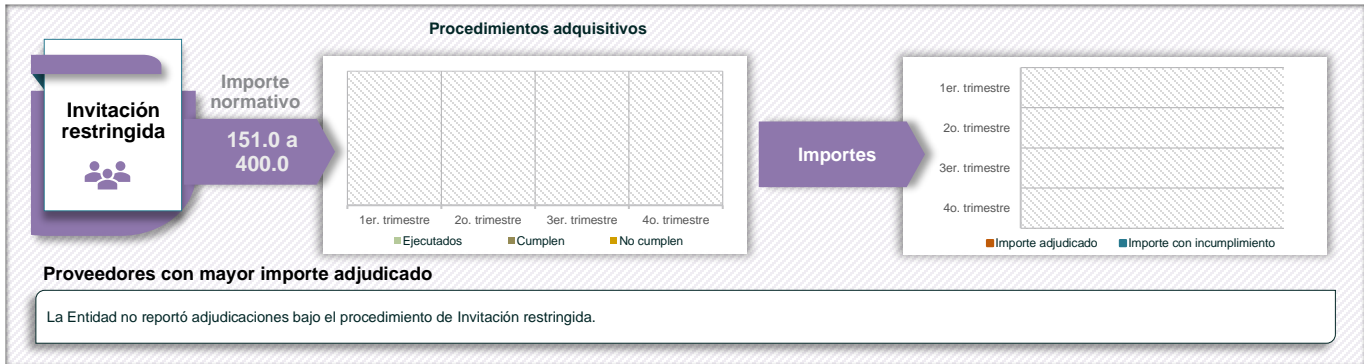 Procedimientos adquisitivos
Invitación
restringida
Importe
normativo
151.0 a
400.0
1er. trimestre 2o. trimestre 3er. trimestre 4o. trimestre
Ejecutados Cumplen No cumplen
Importes
1er. trimestre
2o. trimestre
3er. trimestre
4o. trimestre
Importe adjudicado Importe con incumplimiento
Proveedores con mayor importe adjudicado
La Entidad no reportó adjudicaciones bajo el procedimiento de Invitación restringida.